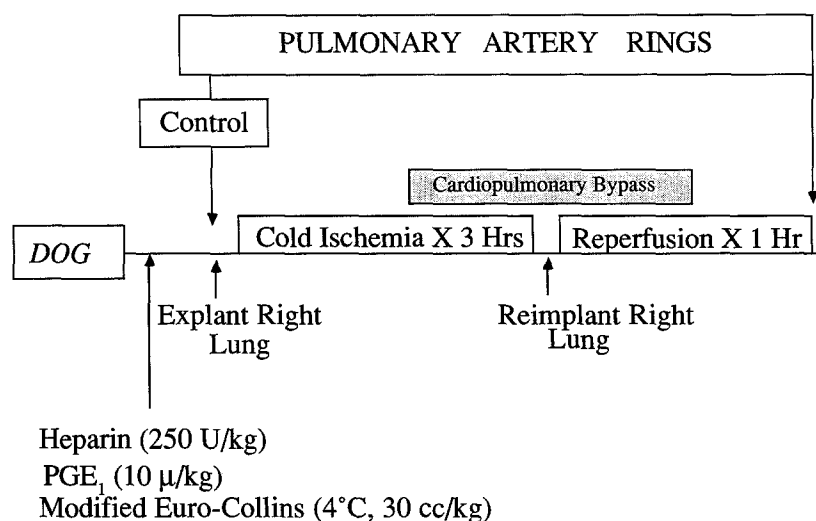 PULMONARY ARTERY RINGS
Control
Cardiopulmonary Bypass
DOG
Cold Ischemia X 3 Hrs
Reperfusion X 1 Hr
Explant Right
Lung
Reimplant Right
Lung
Heparin (250 U/kg)
PGE₁ (10 μ/kg)
Modified Euro-Collins (4°C, 30 cc/kg)